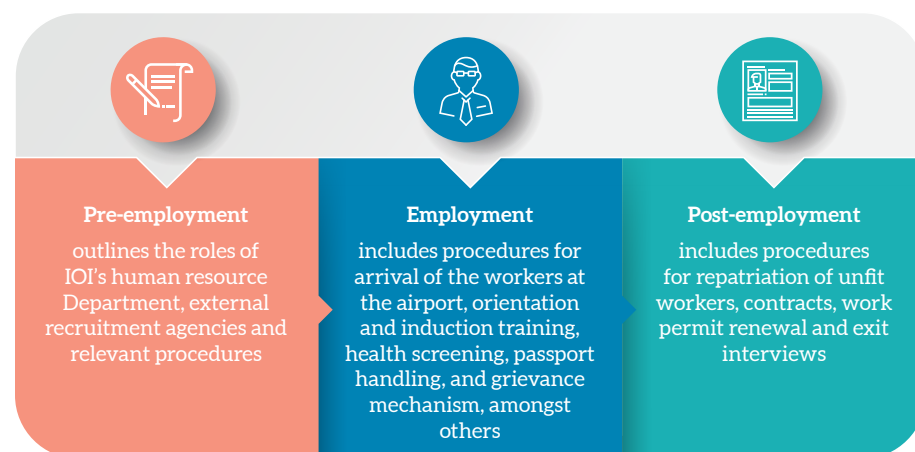 Pre-employment
outlines the roles of
IOI's human resource
Department, external
recruitment agencies and
relevant procedures
Employment
includes procedures for
arrival of the workers at
the airport, orientation
and induction training,
health screening, passport
handling, and grievance
mechanism, amongst
others
Post-employment
includes procedures
for repatriation of unfit
workers, contracts, work
permit renewal and exit
interviews